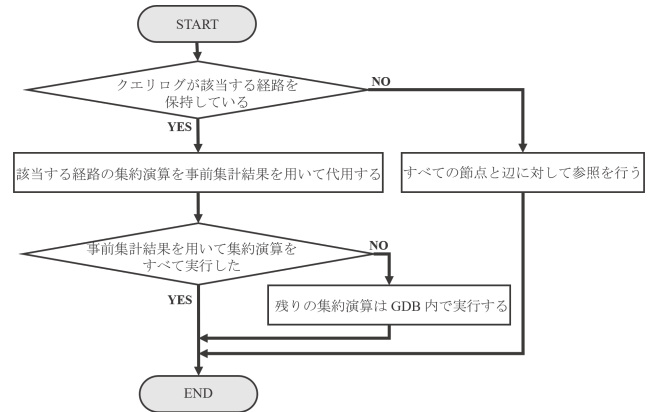 START
クエリログが該当する経路を
保持している
NO
YES
該当する経路の集約演算を事前集計結果を用いて代用する
すべての節点と辺に対して参照を行う
事前集計結果を用いて集約演算を
すべて実行した
NO
YES
残りの集約演算は GDB 内で実行する
END